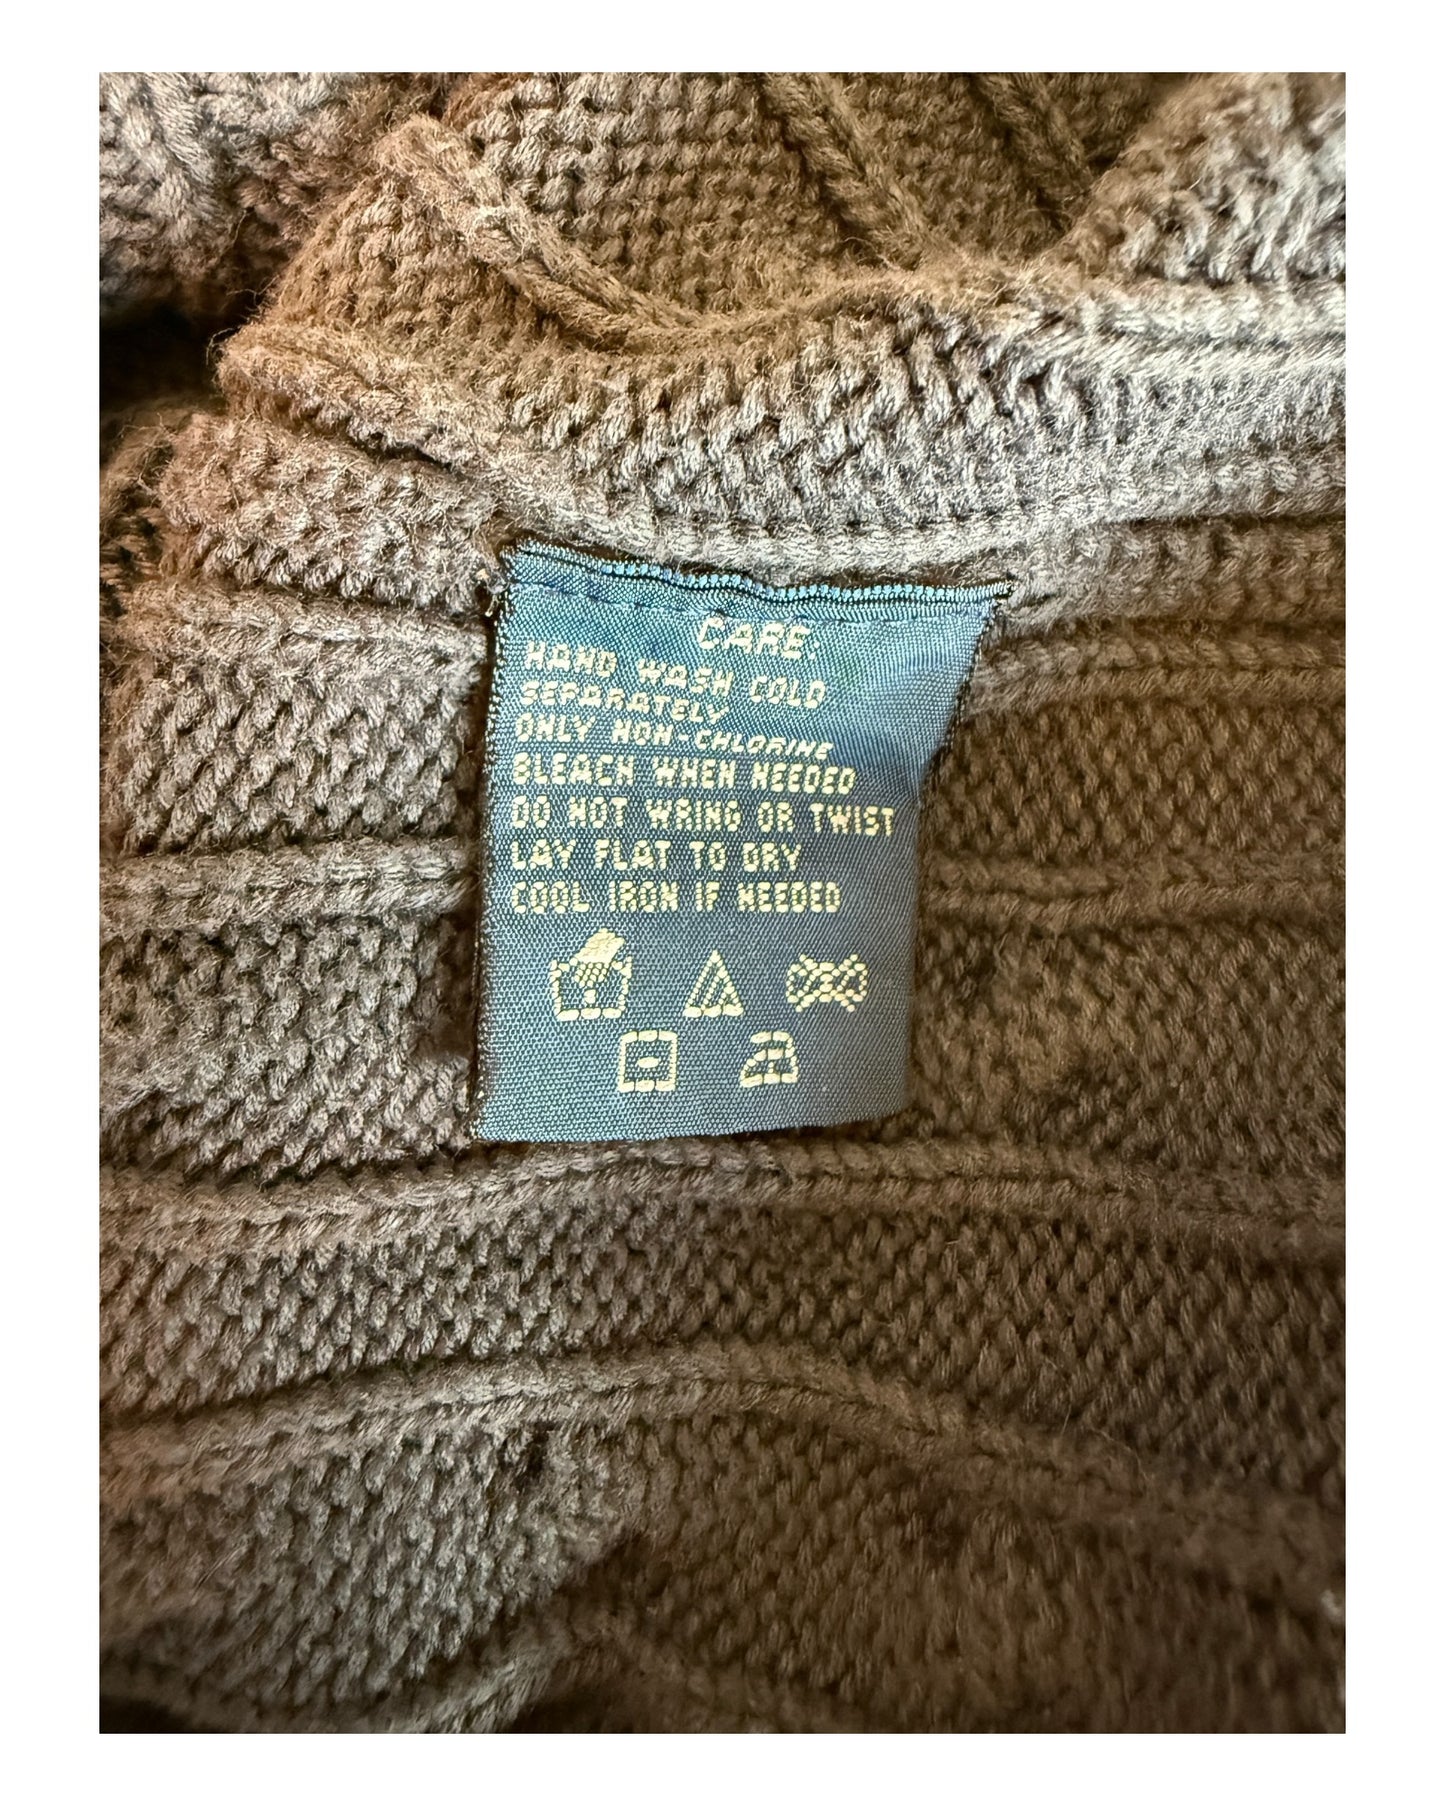 CARE:
HAND WASH COLD
SEPARATELY
ONLY NON-CHLORINE
BLEACH WHEN NEEDED
DO NOT WRING OR TWIST
LAY FLAT TO DRY
COOL IRON IF NEEDED